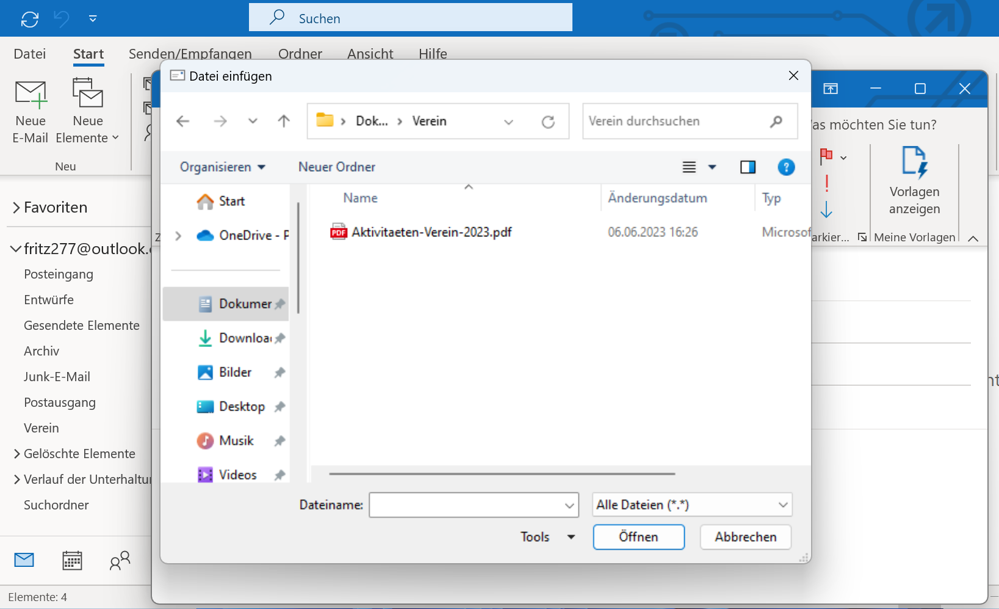 Suchen
Datei Start Senden/Empfangen Ordner Ansicht Hilfe
Datei einfügen
Neue E-Mail
Neue Elemente
Neu
Dok... Verein
Verein durchsuchen
as möchten Sie tun?
Organisieren Neuer Ordner
Vorlagen anzeigen
arkier... Meine Vorlagen
Favoriten
fritz277@outlook.
Posteingang
Entwürfe
Gesendete Elemente
Archiv
Junk-E-Mail
Postausgang
Verein
Gelöschte Elemente
Verlauf der Unterhaltu
Suchordner
Elemente: 4
Start
OneDrive - P
Dokumen
Downloa
Bilder
Desktop
Musik
Videos
Name Änderungsdatum Typ
PDF Aktivitaeten-Verein-2023.pdf 06.06.2023 16:26 Microsof
Dateiname: Alle Dateien (*.*)
Tools Öffnen Abbrechen